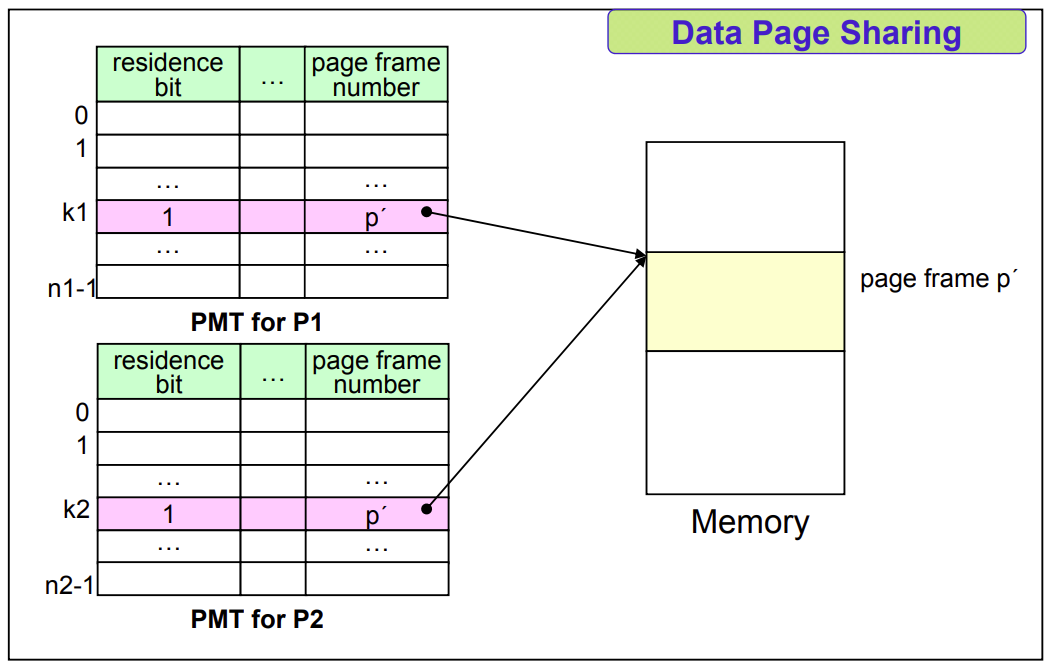 Data Page Sharing
residence
bit
…
page frame
number
0
1
…
…
k1
1
p´
…
…
n1-1
PMT for P1
residence
bit
…
page frame
number
0
1
…
…
k2
1
p´
…
…
n2-1
PMT for P2
page frame p´
Memory